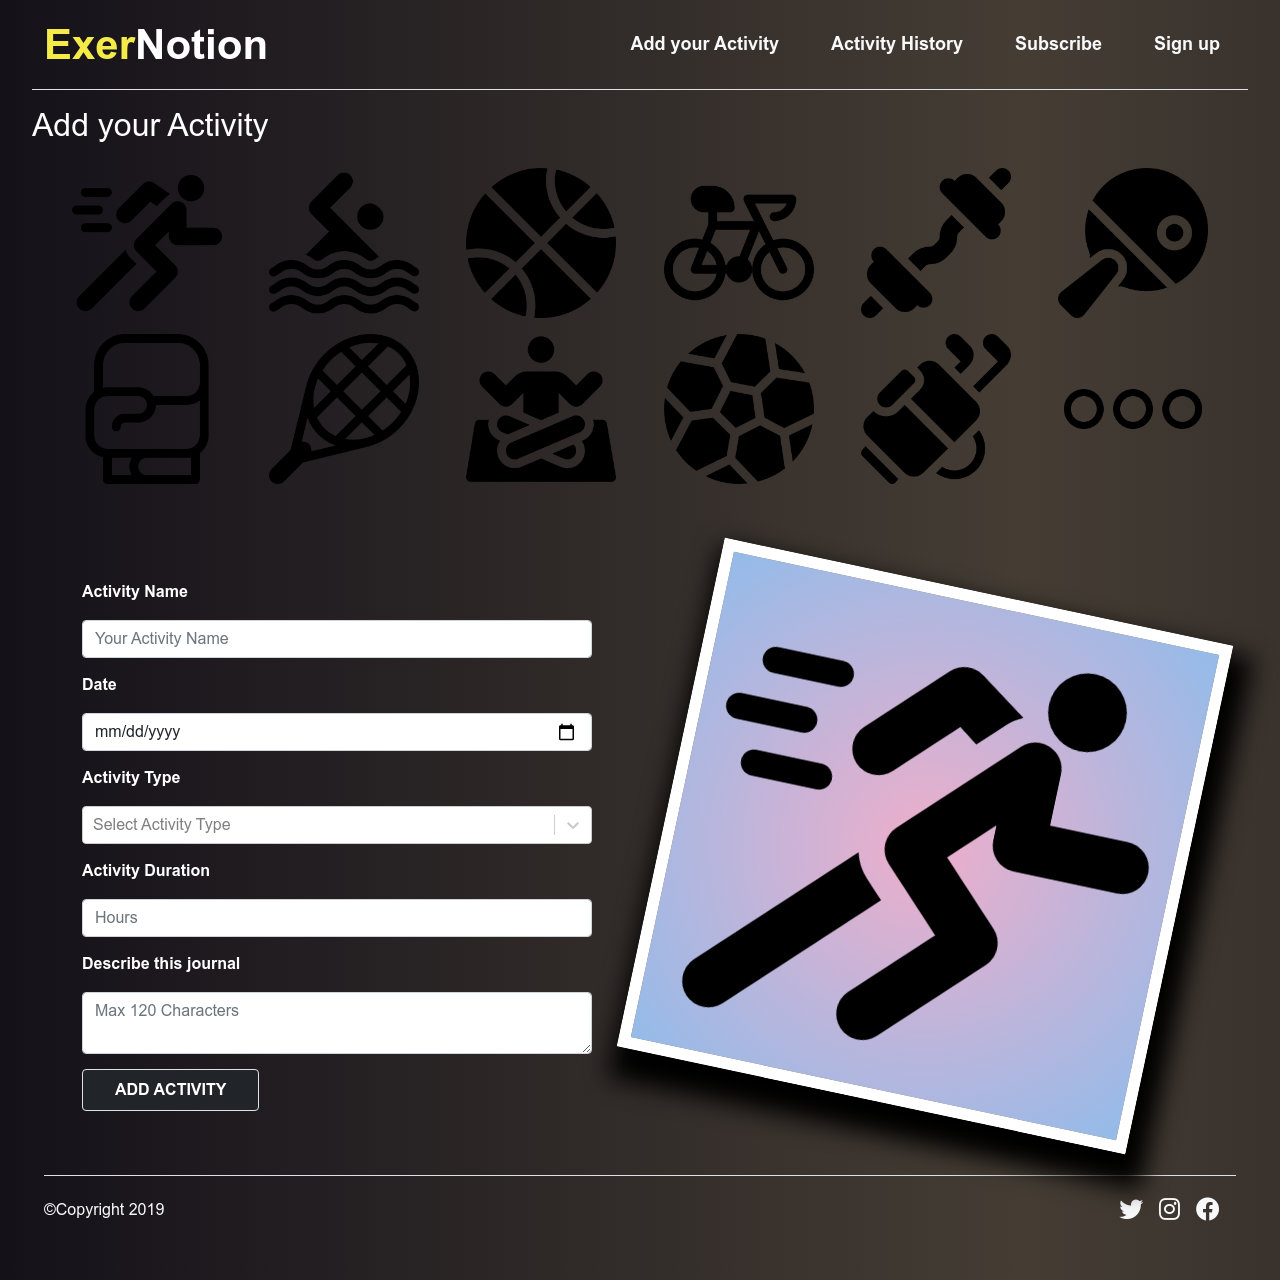 ExerNotion
Add your Activity
Activity History
Subscribe
Sign up
Add your Activity
Activity Name
Your Activity Name
Date
mm/dd/yyyy
Activity Type
Select Activity Type
Activity Duration
Hours
Describe this journal
Max 120 Characters
ADD ACTIVITY
©Copyright 2019